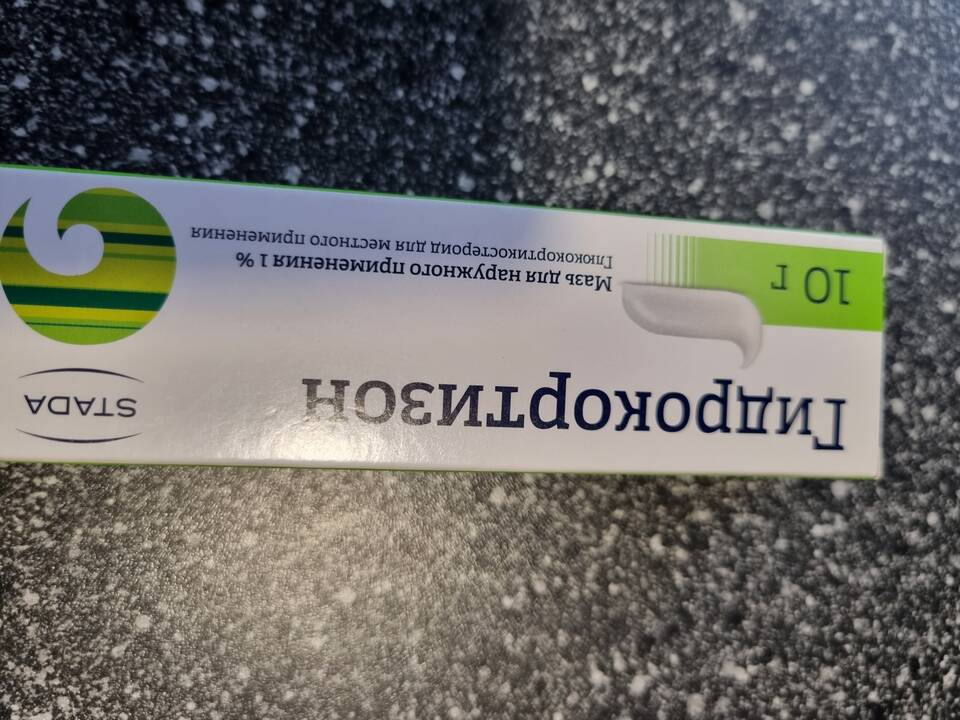 Гидрокортизон
Мазь для наружного применения 1 %
Глюкокортикостероид для местного применения
10 г
STADA